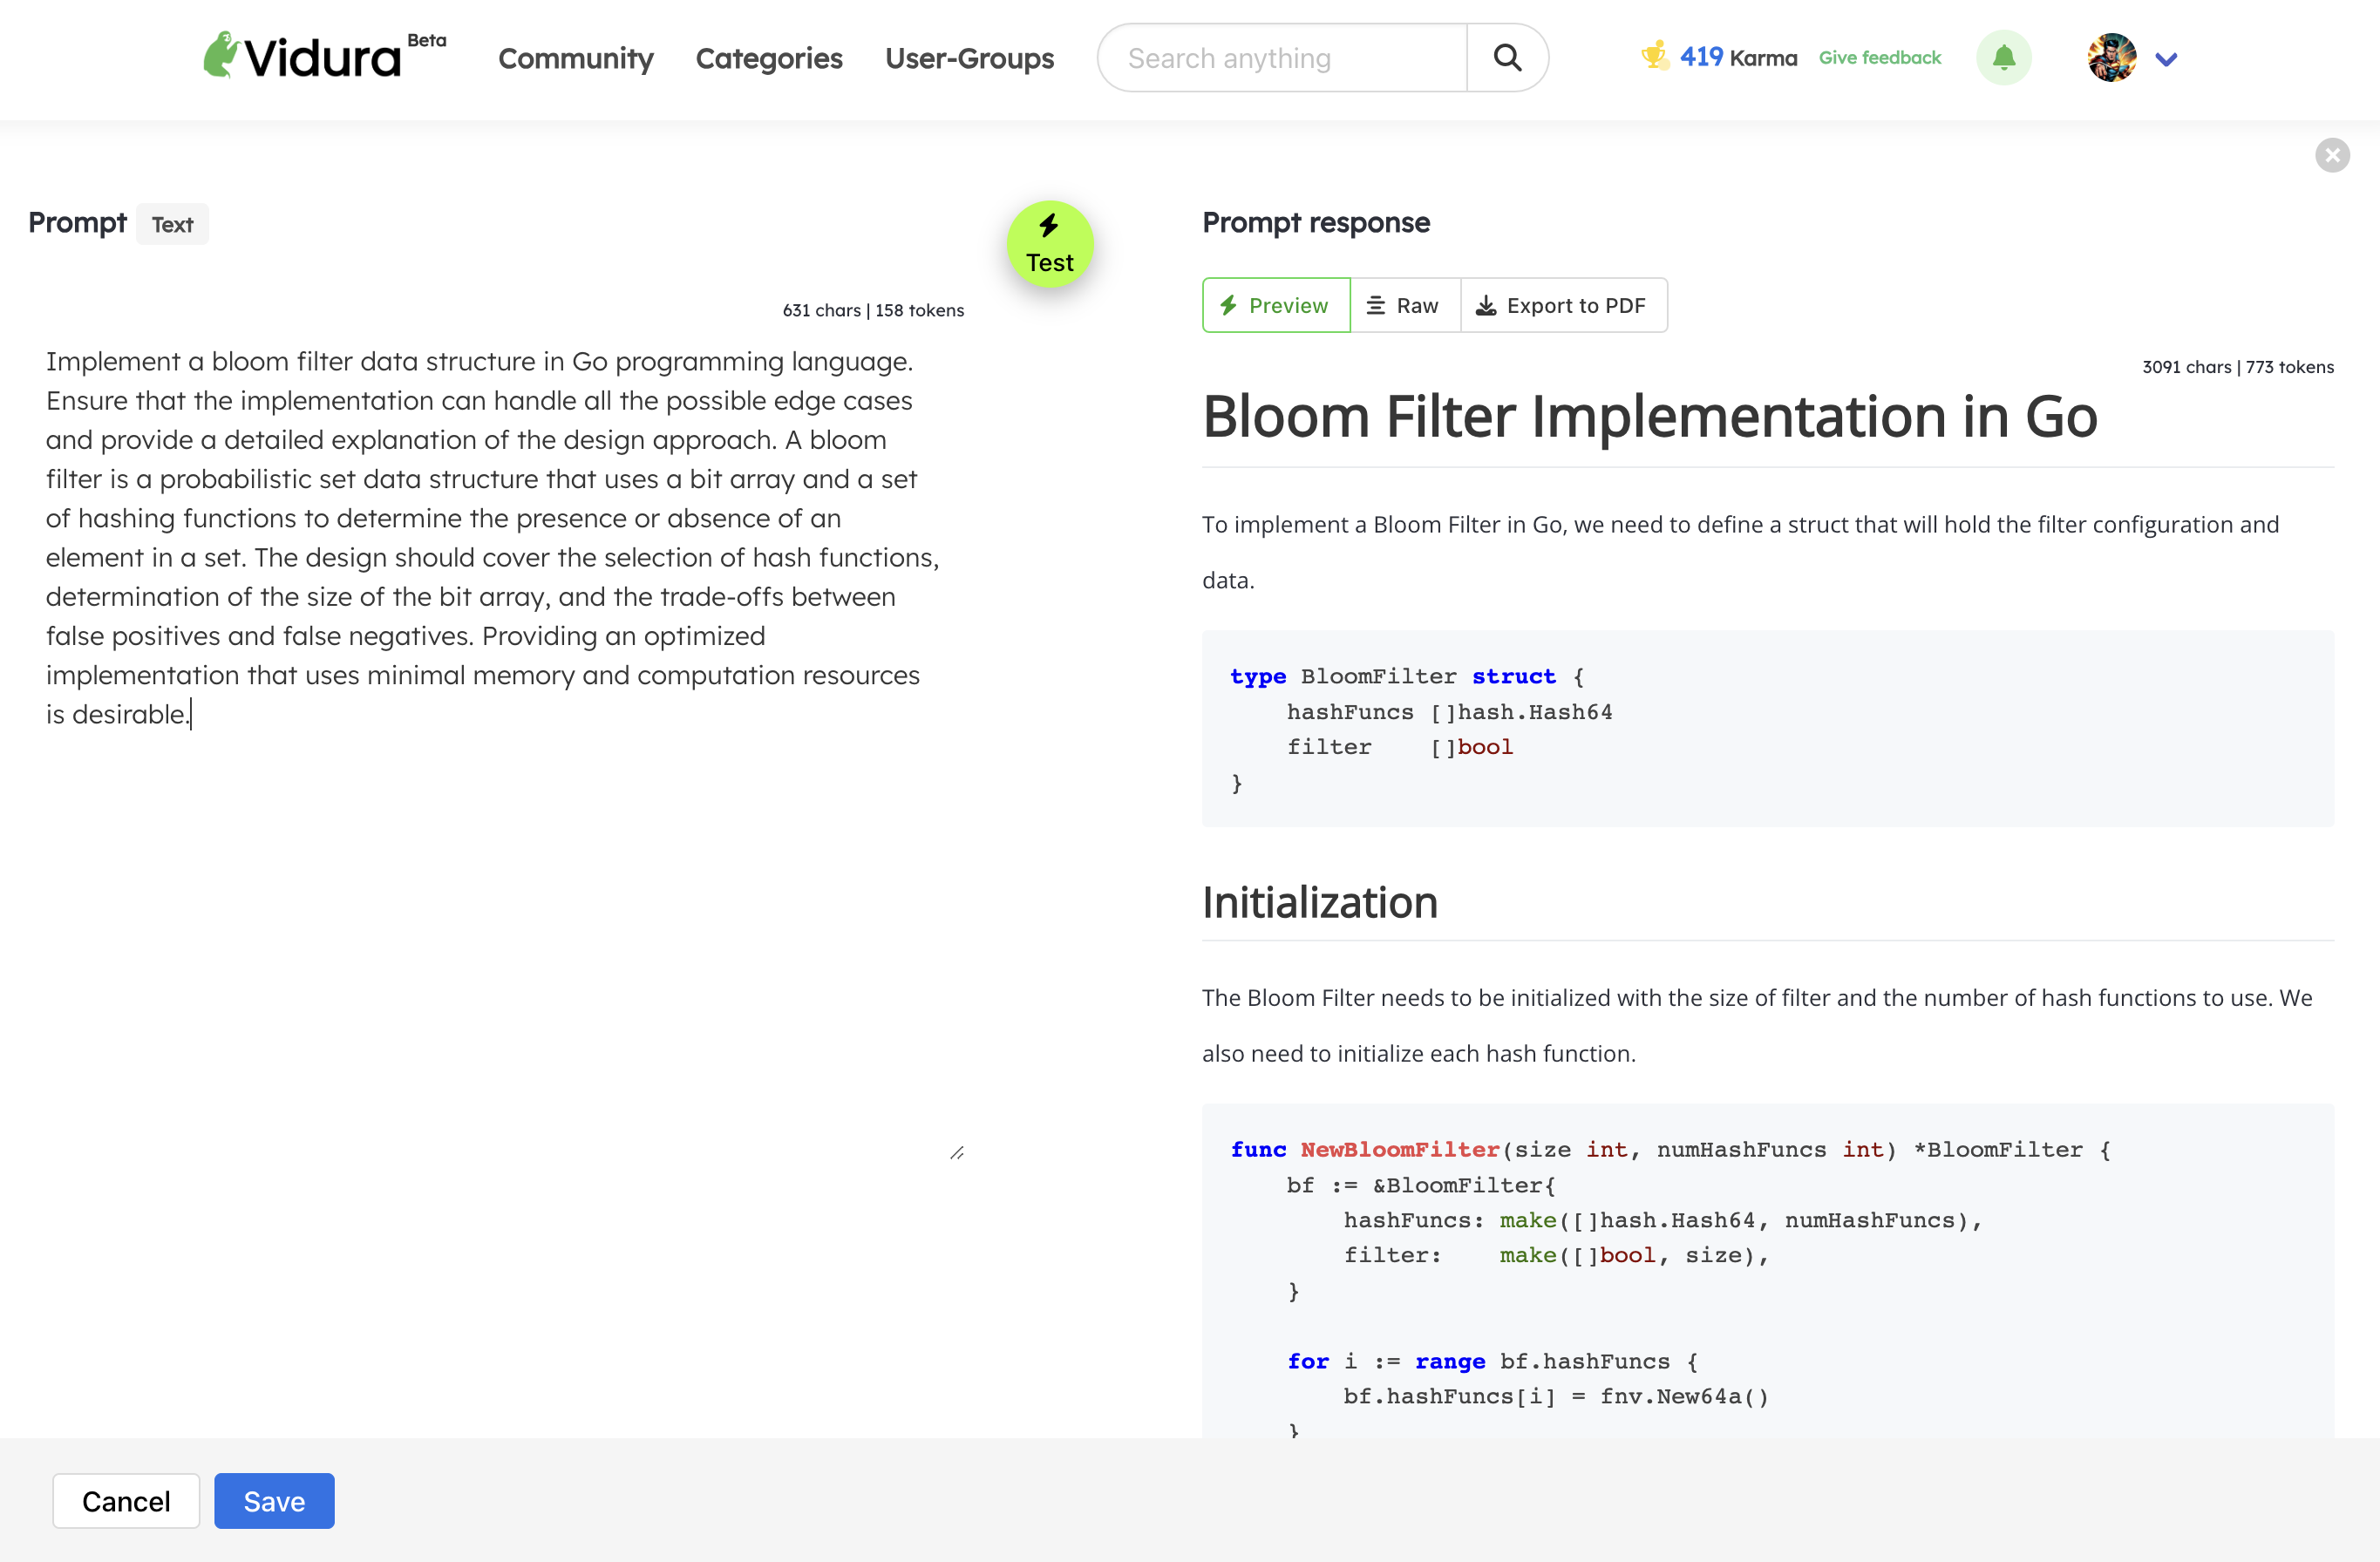 Vidura Beta
Community
Categories
User-Groups
Search anything
419 Karma
Give feedback
Prompt Text
Test
631 chars | 158 tokens
Implement a bloom filter data structure in Go programming language.
Ensure that the implementation can handle all the possible edge cases
and provide a detailed explanation of the design approach. A bloom
filter is a probabilistic set data structure that uses a bit array and a set
of hashing functions to determine the presence or absence of an
element in a set. The design should cover the selection of hash functions,
determination of the size of the bit array, and the trade-offs between
false positives and false negatives. Providing an optimized
implementation that uses minimal memory and computation resources
is desirable.
Prompt response
Preview
Raw
Export to PDF
3091 chars | 773 tokens
Bloom Filter Implementation in Go
To implement a Bloom Filter in Go, we need to define a struct that will hold the filter configuration and
data.
type BloomFilter struct {
    hashFuncs []hash.Hash64
    filter    []bool
}
Initialization
The Bloom Filter needs to be initialized with the size of filter and the number of hash functions to use. We
also need to initialize each hash function.
func NewBloomFilter(size int, numHashFuncs int) *BloomFilter {
    bf := &BloomFilter{
        hashFuncs: make([]hash.Hash64, numHashFuncs),
        filter:    make([]bool, size),
    }
    for i := range bf.hashFuncs {
        bf.hashFuncs[i] = fnv.New64a()
    }
Cancel
Save